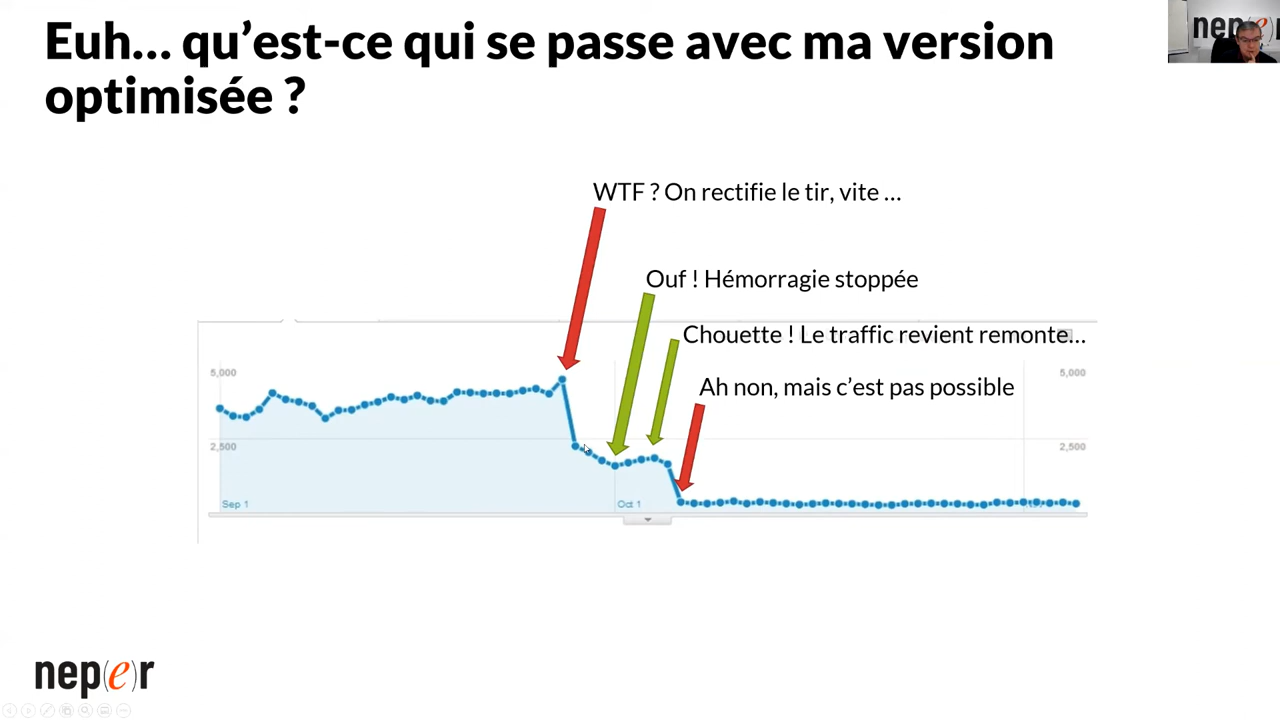 Euh… qu’est-ce qui se passe avec ma version
optimisée ?
nep(e)r
WTF ? On rectifie le tir, vite …
Ouf ! Hémorragie stoppée
Chouette ! Le traffic revient remonte…
Ah non, mais c’est pas possible
5,000
5,000
2,500
2,500
Sep 1
Oct 1
nep(e)r